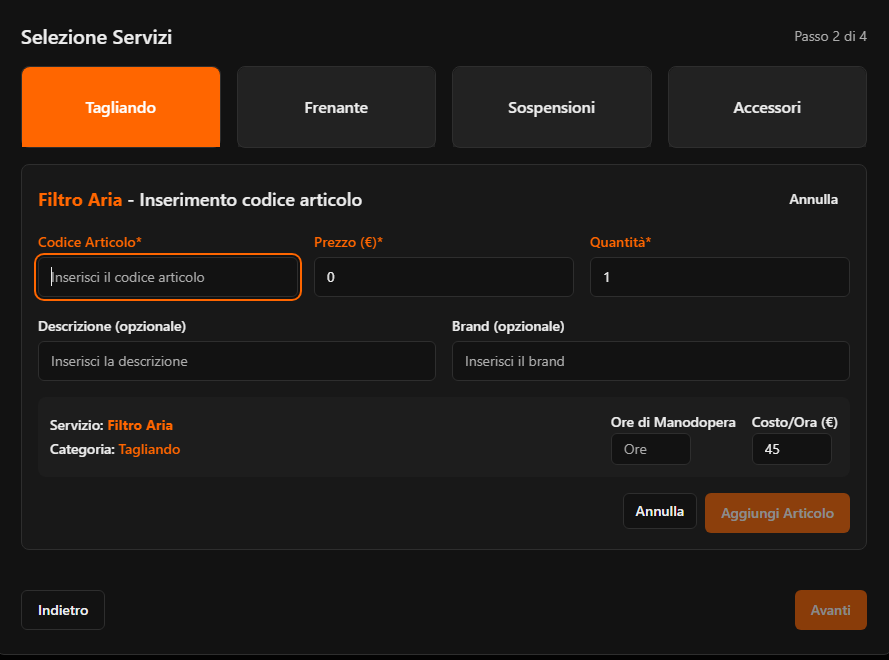 Selezione Servizi
Passo 2 di 4
Tagliando
Frenante
Sospensioni
Accessori
Filtro Aria - Inserimento codice articolo
Annulla
Codice Articolo*
Prezzo (€)*
Quantità*
Inserisci il codice articolo
0
1
Descrizione (opzionale)
Brand (opzionale)
Inserisci la descrizione
Inserisci il brand
Servizio: Filtro Aria
Categoria: Tagliando
Ore di Manodopera
Costo/Ora (€)
Ore
45
Annulla
Aggiungi Articolo
Indietro
Avanti